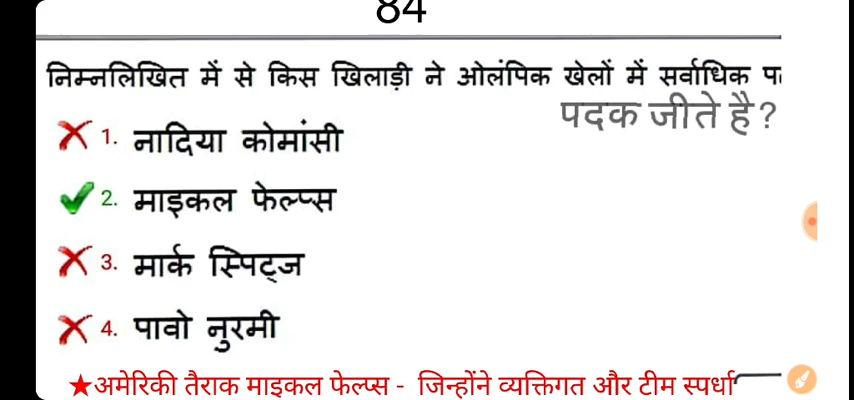 84
निम्नलिखित में से किस खिलाड़ी ने ओलंपिक खेलों में सर्वाधिक
पदक जीते है?
1. नादिया कोमांसी
2. माइकल फेल्प्स
3. मार्क स्पिट्ज
4. पावो नुरमी
★अमेरिकी तैराक माइकल फेल्प्स - जिन्होंने व्यक्तिगत और टीम स्पर्धा